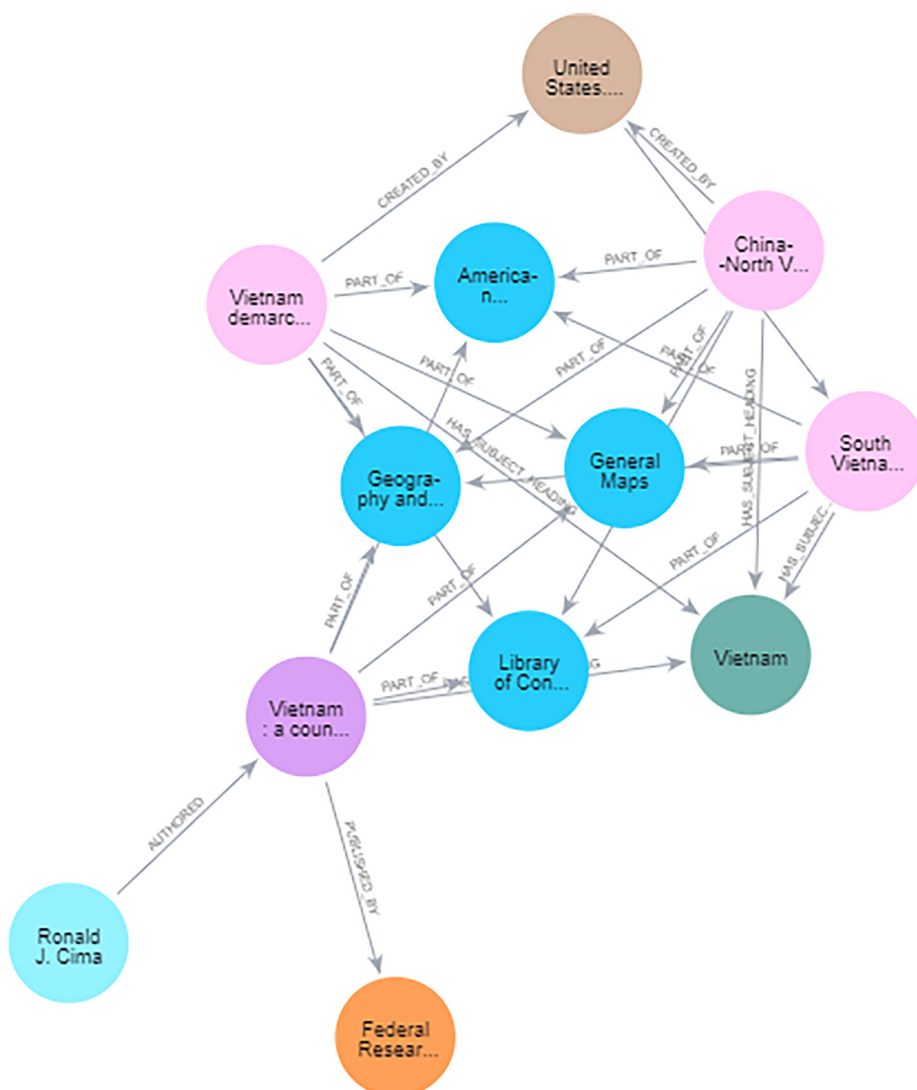 United
States....
CREATED_BY
CREATED_BY
China-
-North V...
America-
n...
PART_OF
PART_OF
Vietnam
demarc...
PART_OF
PART_OF
PART_OF
PART_OF
PART_OF
HAS_SUBJECT_HEADING
HAS_SUBJECT_HEADING
South
Vietna...
PART_OF
General
Maps
Geogra-
phy and...
HAS_SUBJEC...
PART_OF
PART_OF
PART_OF
Library
of Con...
Vietnam
PART_OF
G
Vietnam
: a coun...
AUTHORED
PUBLISHED_BY
Ronald
J. Cima
Federal
Resear...